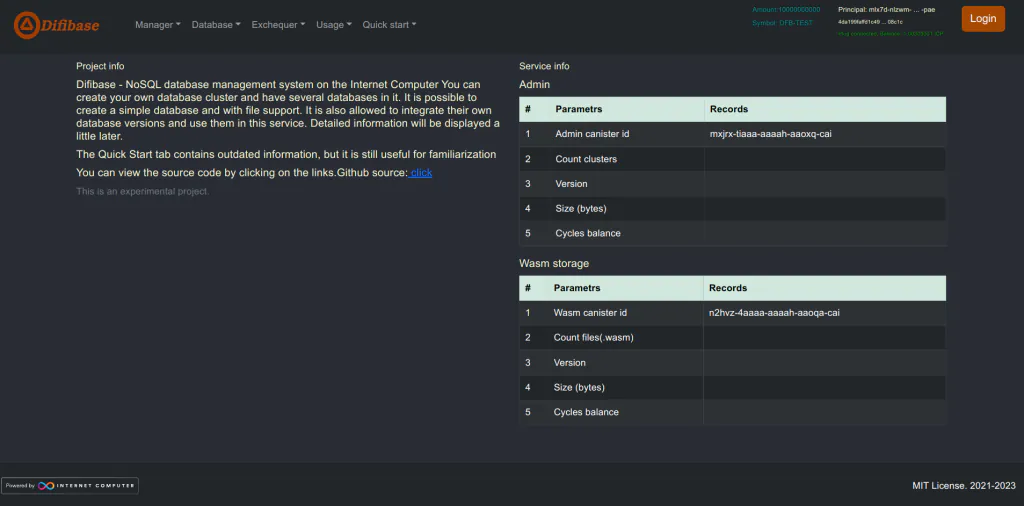 Difibase
Manager
Database
Exchequer
Usage
Quick start
Amount:10000000000
Symbol: DFB-TEST
Principal: mlx7d-nlzwm- ... -pae
Login
Project info
Difibase - NoSQL database management system on the Internet Computer You can
create your own database cluster and have several databases in it. It is possible to
create a simple database and with file support. It is also allowed to integrate their own
database versions and use them in this service. Detailed information will be displayed a
little later.
The Quick Start tab contains outdated information, but it is still useful for familiarization
You can view the source code by clicking on the links.Github source: click
This is an experimental project.
Service info
Admin
# Parametrs Records
1 Admin canister id mxjrx-tiaaa-aaaah-aaoxq-cai
2 Count clusters
3 Version
4 Size (bytes)
5 Cycles balance
Wasm storage
# Parametrs Records
1 Wasm canister id n2hvz-4aaaa-aaaah-aaoqa-cai
2 Count files(.wasm)
3 Version
4 Size (bytes)
5 Cycles balance
Powered by INTERNET COMPUTER
MIT License. 2021-2023